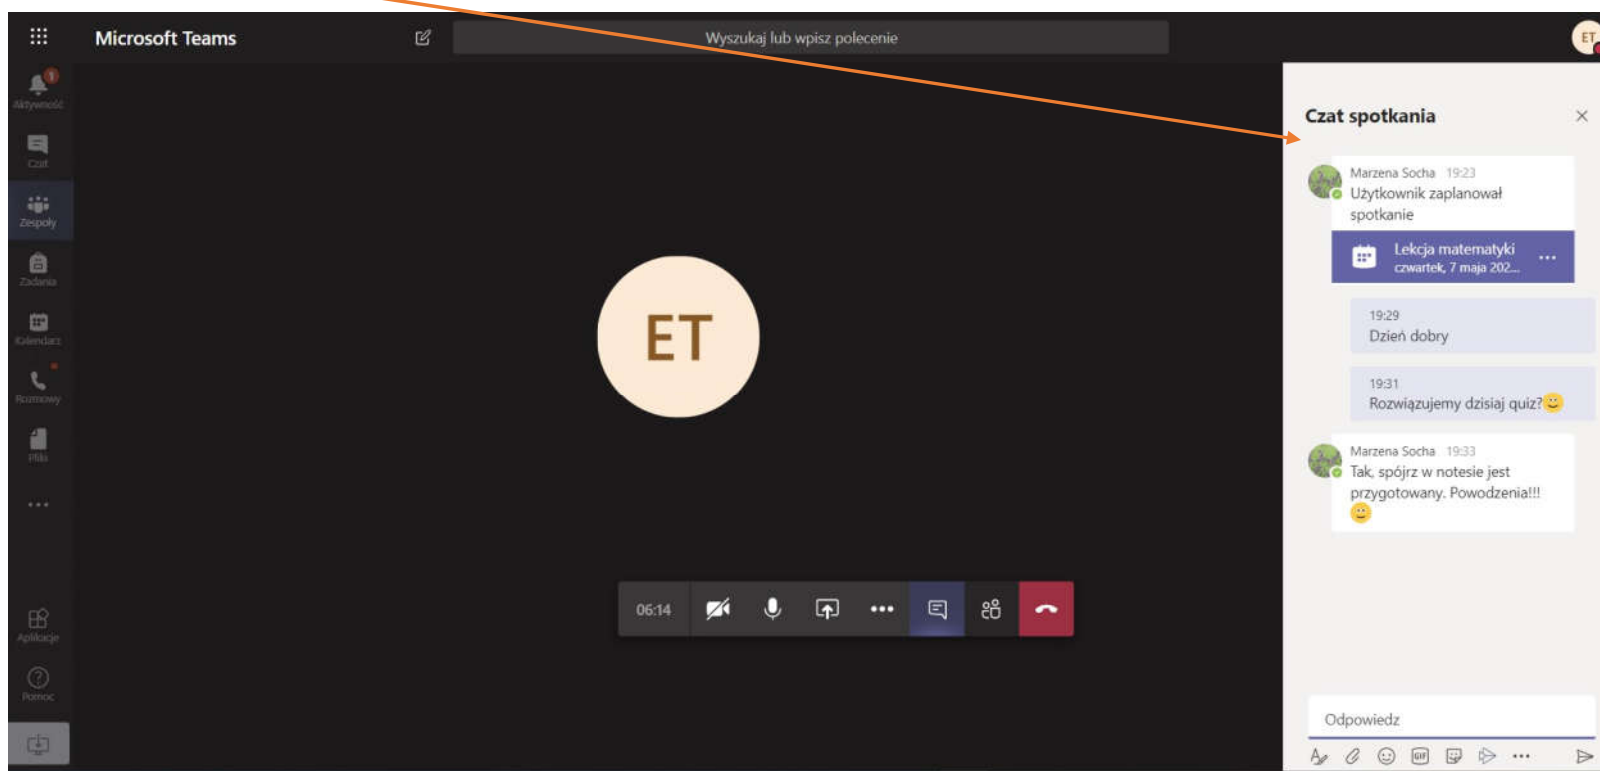 Microsoft Teams
Wyszukaj lub wpisz polecenie
ET
1
Aktywność
Czat
Zespoły
Zadania
Kalendarz
Rozmowy
Pliki
Aplikacje
Pomoc
ET
06:14
Czat spotkania
Marzena Socha 19:23
Użytkownik zaplanował
spotkanie
Lekcja matematyki
czwartek, 7 maja 202...
19:29
Dzień dobry
19:31
Rozwiązujemy dzisiaj quiz?
Marzena Socha 19:33
Tak, spójrz w notesie jest
przygotowany. Powodzenia!!!
Odpowiedz
GIF